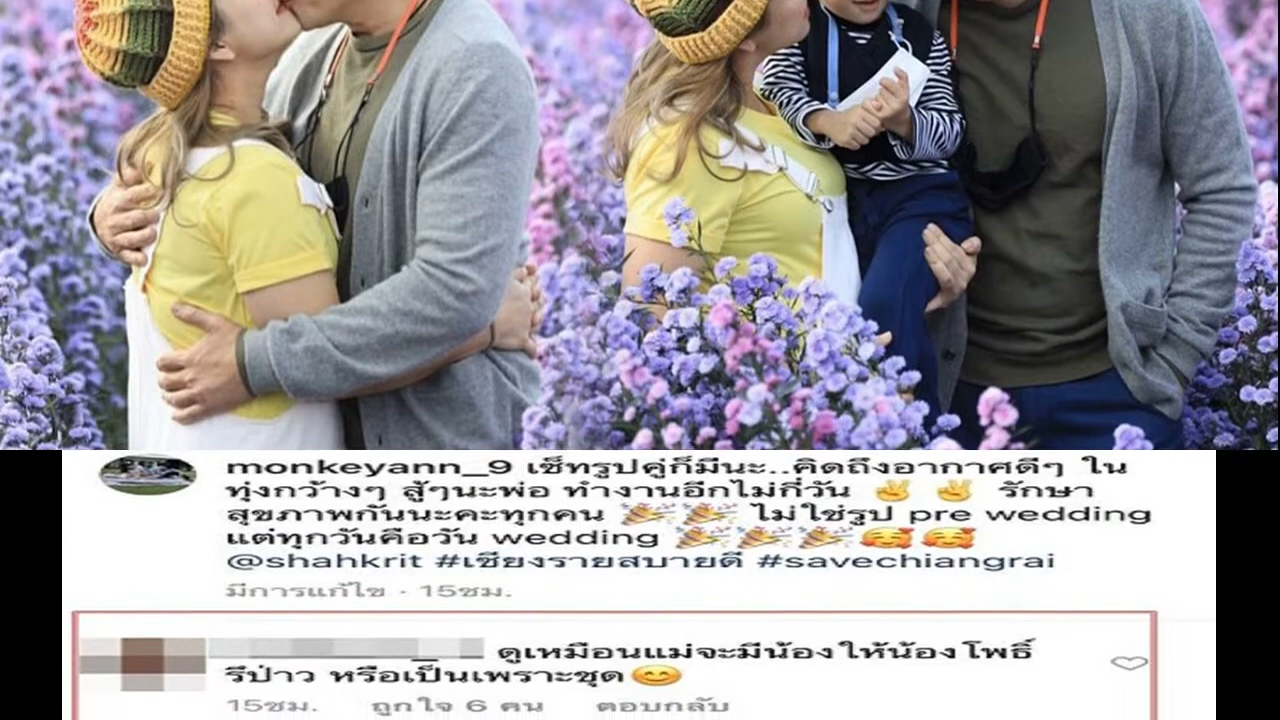 monkeyann_9 เซ็ทรูปคู่ก็มีนะ..คิดถึงอากาศดีๆ ใน
ทุ่งกว้างๆ สู้ๆนะพ่อ ทำงานอีกไม่กี่วัน ✌️ ✌️ รักษา
สุขภาพกันนะคะทุกคน 🎉 🎉 ไม่ใช่รูป pre wedding
แต่ทุกวันคือวัน wedding 🎉 🎉 🎉 🥰 🥰
@shahkrit #เชียงรายสบายดี #savechiangrai
มีการแก้ไข · 15ชม.
ดูเหมือนแม่จะมีน้องให้น้องโพธิ์
รึป่าว หรือเป็นเพราะชุด😊
15ชม. ถูกใจ 6 คน ตอบกลับ